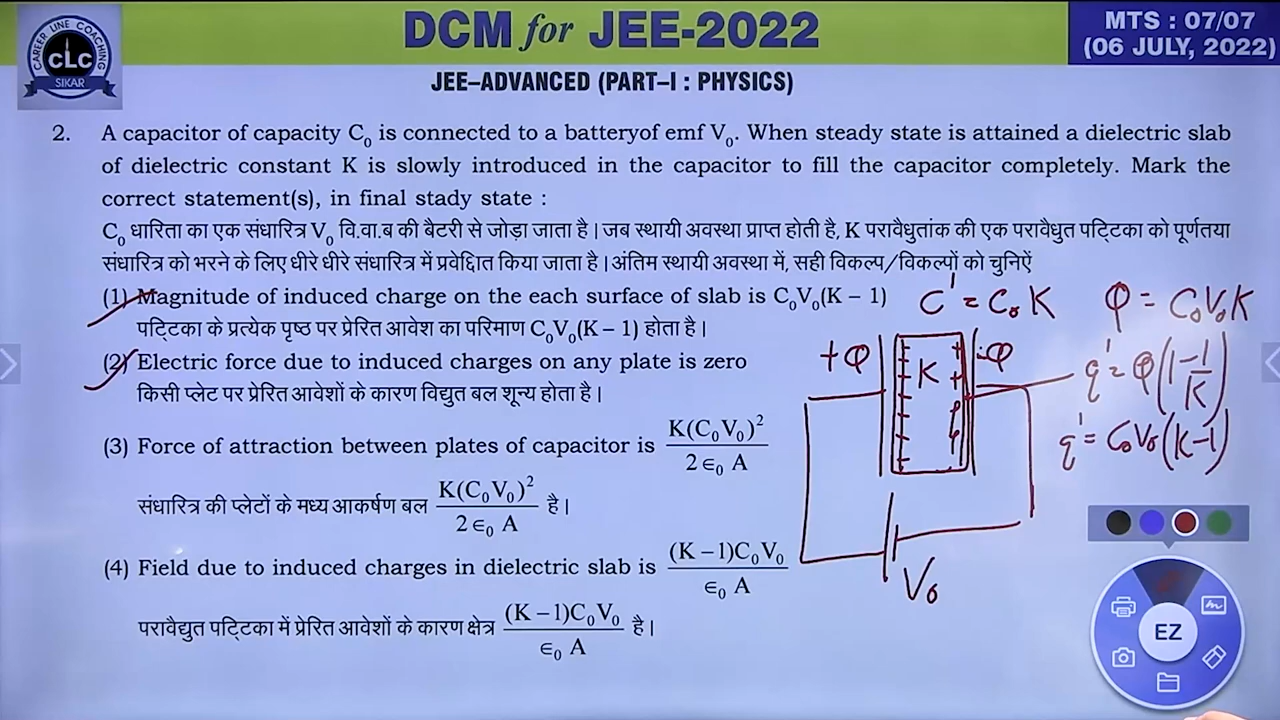 CAREER LINE COACHING
CLC
SIKAR
DCM for JEE-2022
MTS : 07/07
(06 JULY, 2022)
JEE–ADVANCED (PART–I : PHYSICS)
2. A capacitor of capacity C₀ is connected to a batteryof emf V₀. When steady state is attained a dielectric slab
of dielectric constant K is slowly introduced in the capacitor to fill the capacitor completely. Mark the
correct statement(s), in final stady state :
C₀ धारिता का एक संधारित्र V₀ वि.वा.ब की बैटरी से जोड़ा जाता है। जब स्थायी अवस्था प्राप्त होती है, K परावैधुतांक की एक परावैधुत पट्टिका को पूर्णतया
संधारित्र को भरने के लिए धीरे धीरे संधारित्र में प्रवेक्षित किया जाता है। अंतिम स्थायी अवस्था में, सही विकल्प/विकल्पों को चुनिऐं
(1) Magnitude of induced charge on the each surface of slab is C₀V₀(K – 1)
पट्टिका के प्रत्येक पृष्ठ पर प्रेरित आवेश का परिमाण C₀V₀(K – 1) होता है।
(2) Electric force due to induced charges on any plate is zero
किसी प्लेट पर प्रेरित आवेशों के कारण विद्युत बल शून्य होता है।
(3) Force of attraction between plates of capacitor is K(C₀V₀)² / 2∈₀ A
संधारित्र की प्लेटों के मध्य आकर्षण बल K(C₀V₀)² / 2∈₀ A है।
(4) Field due to induced charges in dielectric slab is (K – 1)C₀V₀ / ∈₀ A
परावैद्युत पट्टिका में प्रेरित आवेशों के कारण क्षेत्र (K – 1)C₀V₀ / ∈₀ A है।
C' = C₀ K
φ = C₀V₀K
+φ
K
-φ
q' = φ(1 - 1/K)
q' = C₀V₀(K-1)
V₀
EZ